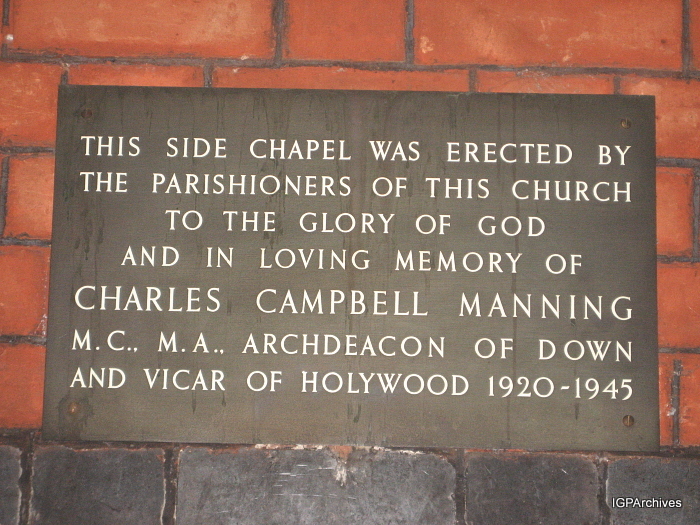 THIS SIDE CHAPEL WAS ERECTED BY
THE PARISHIONERS OF THIS CHURCH
TO THE GLORY OF GOD
AND IN LOVING MEMORY OF
CHARLES CAMPBELL MANNING
M.C., M.A., ARCHDEACON OF DOWN
AND VICAR OF HOLYWOOD 1920-1945
IGPArchives